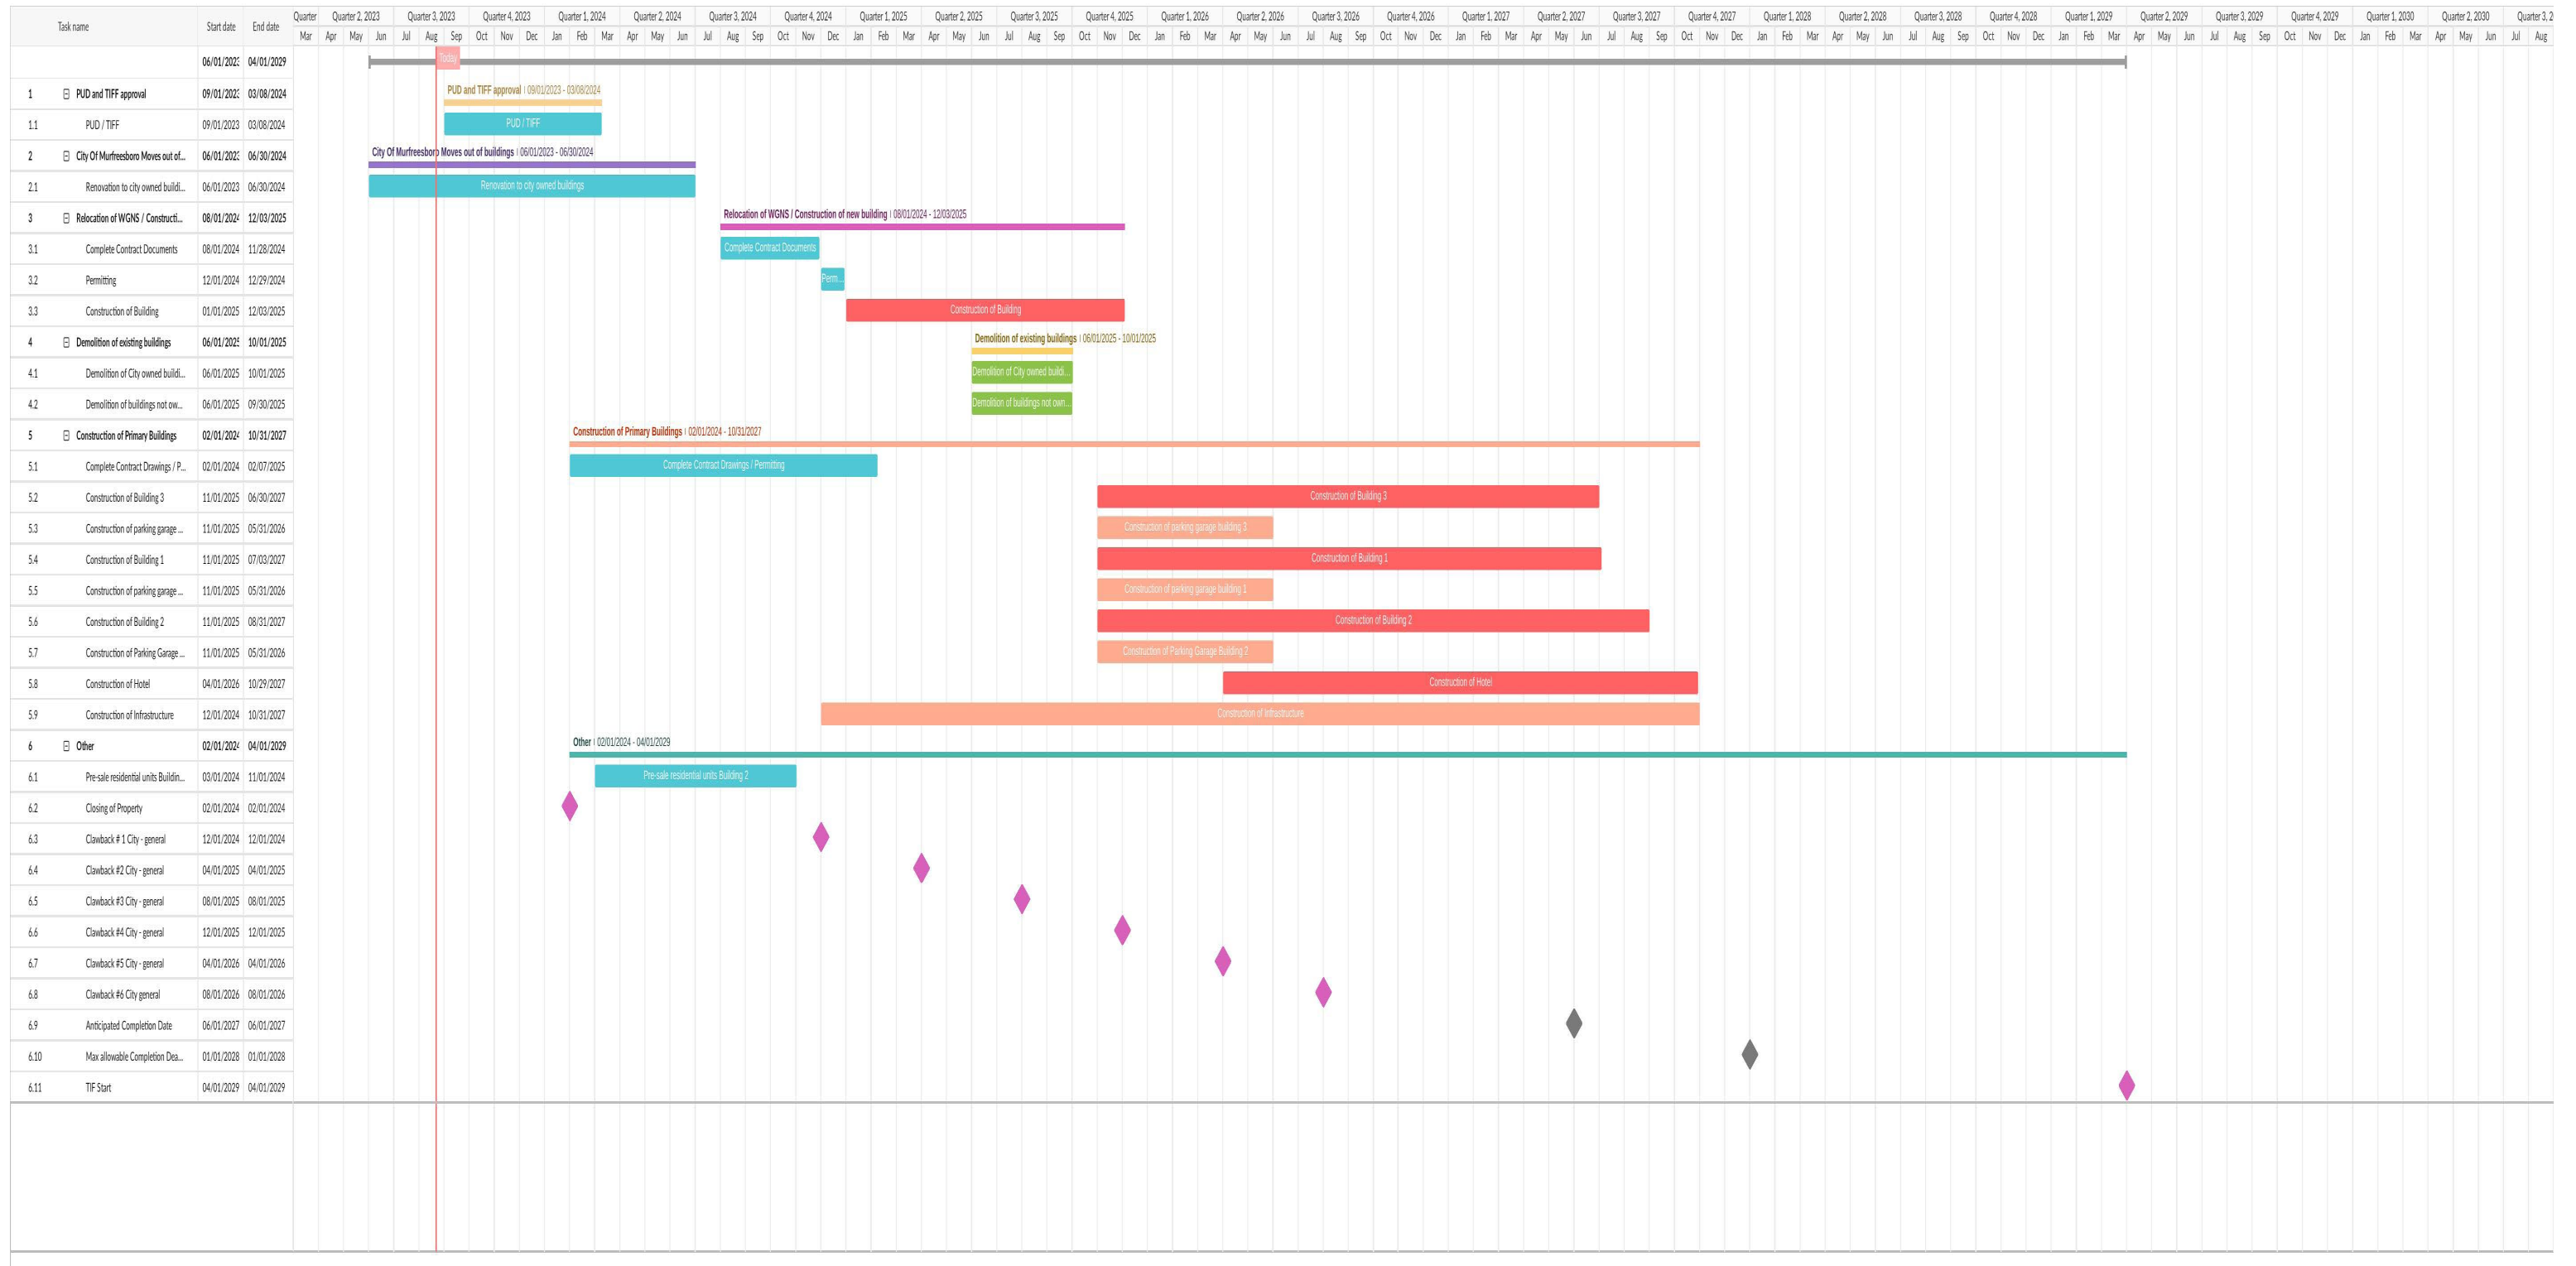 Task name Start date End date Quarter Quarter 2, 2023 Quarter 3, 2023 Quarter 4, 2023 Quarter 1, 2024 Quarter 2, 2024 Quarter 3, 2024 Quarter 4, 2024 Quarter 1, 2025 Quarter 2, 2025 Quarter 3, 2025 Quarter 4, 2025 Quarter 1, 2026 Quarter 2, 2026 Quarter 3, 2026 Quarter 4, 2026 Quarter 1, 2027 Quarter 2, 2027 Quarter 3, 2027 Quarter 4, 2027 Quarter 1, 2028 Quarter 2, 2028 Quarter 3, 2028 Quarter 4, 2028 Quarter 1, 2029 Quarter 2, 2029 Quarter 3, 2029 Quarter 4, 2029 Quarter 1, 2030 Quarter 2, 2030 Quarter 3, 2
Mar Apr May Jun Jul Aug Sep Oct Nov Dec Jan Feb Mar Apr May Jun Jul Aug Sep Oct Nov Dec Jan Feb Mar Apr May Jun Jul Aug Sep Oct Nov Dec Jan Feb Mar Apr May Jun Jul Aug Sep Oct Nov Dec Jan Feb Mar Apr May Jun Jul Aug Sep Oct Nov Dec Jan Feb Mar Apr May Jun Jul Aug Sep Oct Nov Dec Jan Feb Mar Apr May Jun Jul Aug Sep Oct Nov Dec Jan Feb Mar Apr May Jun Jul Aug
06/01/2023 04/01/2029 Today
1 PUD and TIFF approval 09/01/2023 03/08/2024 PUD and TIFF approval | 09/01/2023 - 03/08/2024
1.1 PUD / TIFF 09/01/2023 03/08/2024 PUD / TIFF
2 City Of Murfreesboro Moves out of... 06/01/2023 06/30/2024 City Of Murfreesboro Moves out of buildings | 06/01/2023 - 06/30/2024
2.1 Renovation to city owned buildi... 06/01/2023 06/30/2024 Renovation to city owned buildings
3 Relocation of WGNS / Constructi... 08/01/2024 12/03/2025 Relocation of WGNS / Construction of new building | 08/01/2024 - 12/03/2025
3.1 Complete Contract Documents 08/01/2024 11/28/2024 Complete Contract Documents
3.2 Permitting 12/01/2024 12/29/2024 Perm...
3.3 Construction of Building 01/01/2025 12/03/2025 Construction of Building
4 Demolition of existing buildings 06/01/2025 10/01/2025 Demolition of existing buildings | 06/01/2025 - 10/01/2025
4.1 Demolition of City owned buildi... 06/01/2025 10/01/2025 Demolition of City owned buildi...
4.2 Demolition of buildings not ow... 06/01/2025 09/30/2025 Demolition of buildings not own...
5 Construction of Primary Buildings 02/01/2024 10/31/2027 Construction of Primary Buildings | 02/01/2024 - 10/31/2027
5.1 Complete Contract Drawings / P... 02/01/2024 02/07/2025 Complete Contract Drawings / Permitting
5.2 Construction of Building 3 11/01/2025 06/30/2027 Construction of Building 3
5.3 Construction of parking garage ... 11/01/2025 05/31/2026 Construction of parking garage building 3
5.4 Construction of Building 1 11/01/2025 07/03/2027 Construction of Building 1
5.5 Construction of parking garage ... 11/01/2025 05/31/2026 Construction of parking garage building 1
5.6 Construction of Building 2 11/01/2025 08/31/2027 Construction of Building 2
5.7 Construction of Parking Garage ... 11/01/2025 05/31/2026 Construction of Parking Garage Building 2
5.8 Construction of Hotel 04/01/2026 10/29/2027 Construction of Hotel
5.9 Construction of Infrastructure 12/01/2024 10/31/2027 Construction of Infrastructure
6 Other 02/01/2024 04/01/2029 Other | 02/01/2024 - 04/01/2029
6.1 Pre-sale residential units Buildin... 03/01/2024 11/01/2024 Pre-sale residential units Building 2
6.2 Closing of Property 02/01/2024 02/01/2024
6.3 Clawback # 1 City - general 12/01/2024 12/01/2024
6.4 Clawback #2 City - general 04/01/2025 04/01/2025
6.5 Clawback #3 City - general 08/01/2025 08/01/2025
6.6 Clawback #4 City - general 12/01/2025 12/01/2025
6.7 Clawback #5 City - general 04/01/2026 04/01/2026
6.8 Clawback #6 City general 08/01/2026 08/01/2026
6.9 Anticipated Completion Date 06/01/2027 06/01/2027
6.10 Max allowable Completion Dea... 01/01/2028 01/01/2028
6.11 TIF Start 04/01/2029 04/01/2029